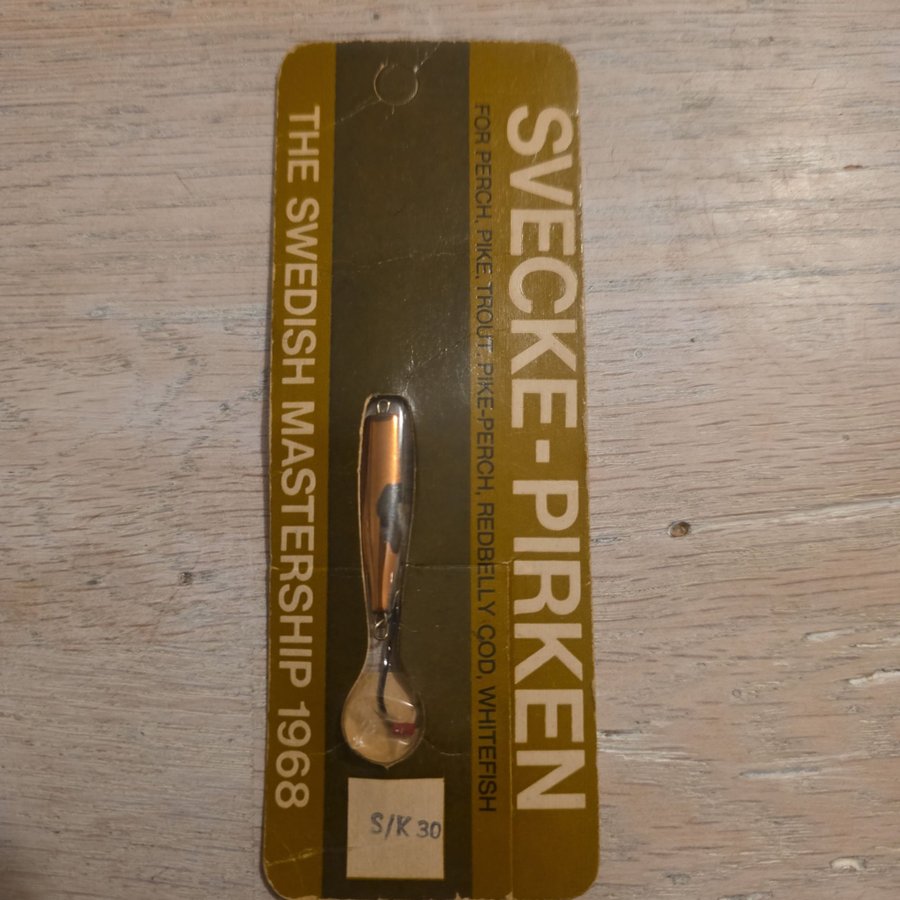 SVECKE-PIRKEN
FOR PERCH, PIKE, TROUT, PIKE-PERCH, REDBELLY COD, WHITEFISH
THE SWEDISH MASTERSHIP 1968
S/K 30